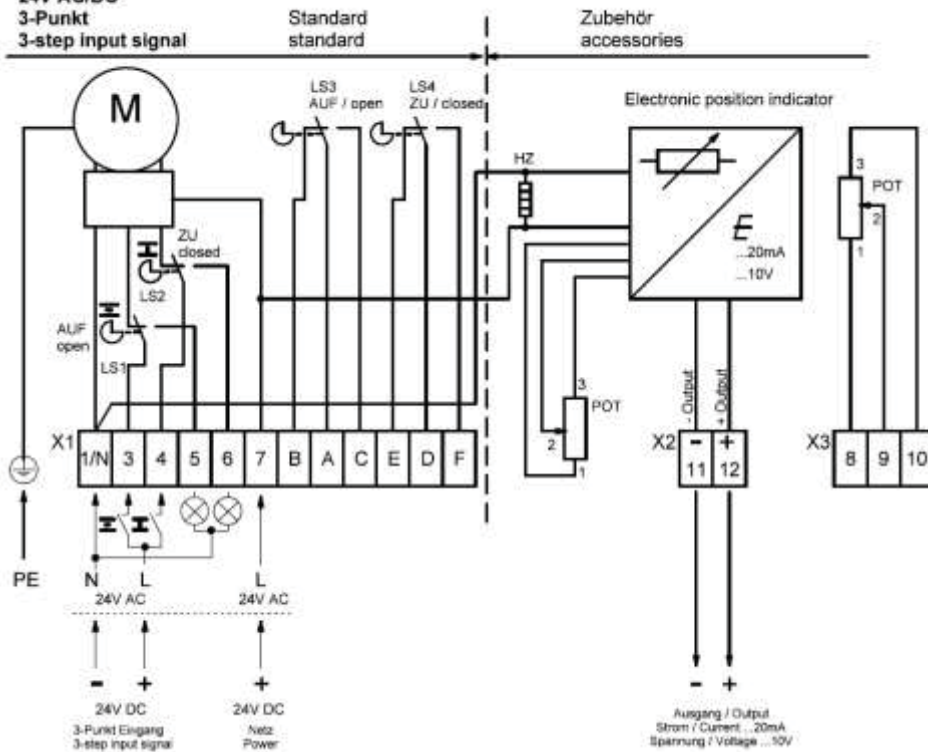 24V AC/DC
3-Punkt
3-step input signal
Standard
standard
Zubehör
accessories
M
LS3
AUF / open
LS4
ZU / closed
Electronic position indicator
HZ
E
...20mA
...10V
3
POT
2
1
ZU
closed
LS2
AUF
open
LS1
3
POT
2
1
- Output
+ Output
X1
1/N 3 4 5 6 7 B A C E D F
X2
- +
11 12
X3
8 9 10
PE
N L
24V AC
L
24V AC
- +
24V DC
3-Punkt Eingang
3-step input signal
+
24V DC
Netz
Power
- +
Ausgang / Output
Strom / Current ...20mA
Spannung / Voltage ...10V